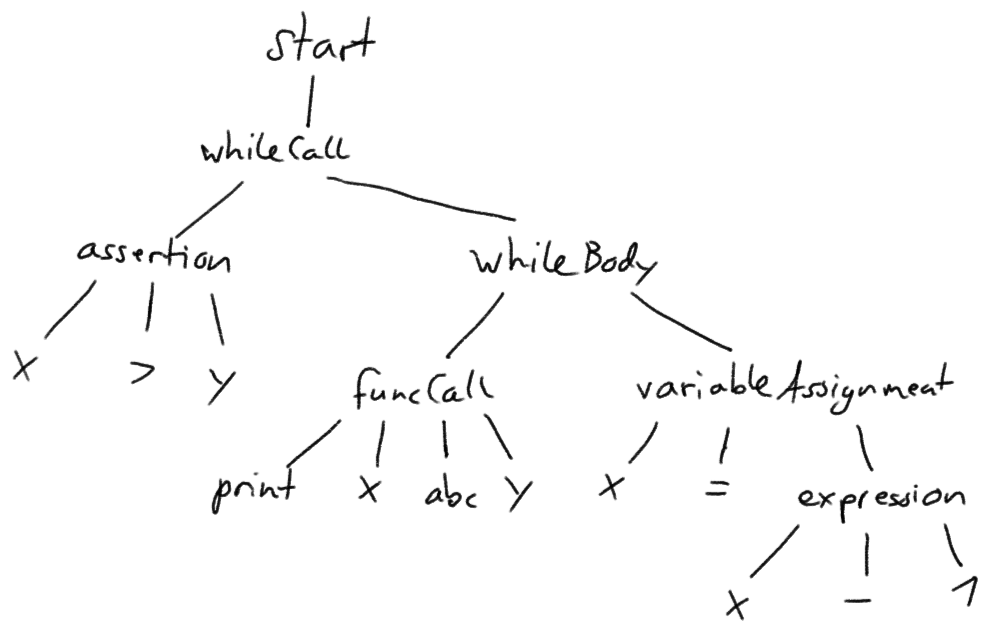 start
whileCall
assertion whileBody
x > y funcCall variableAssignment
print x abc y x = expression
x - 1